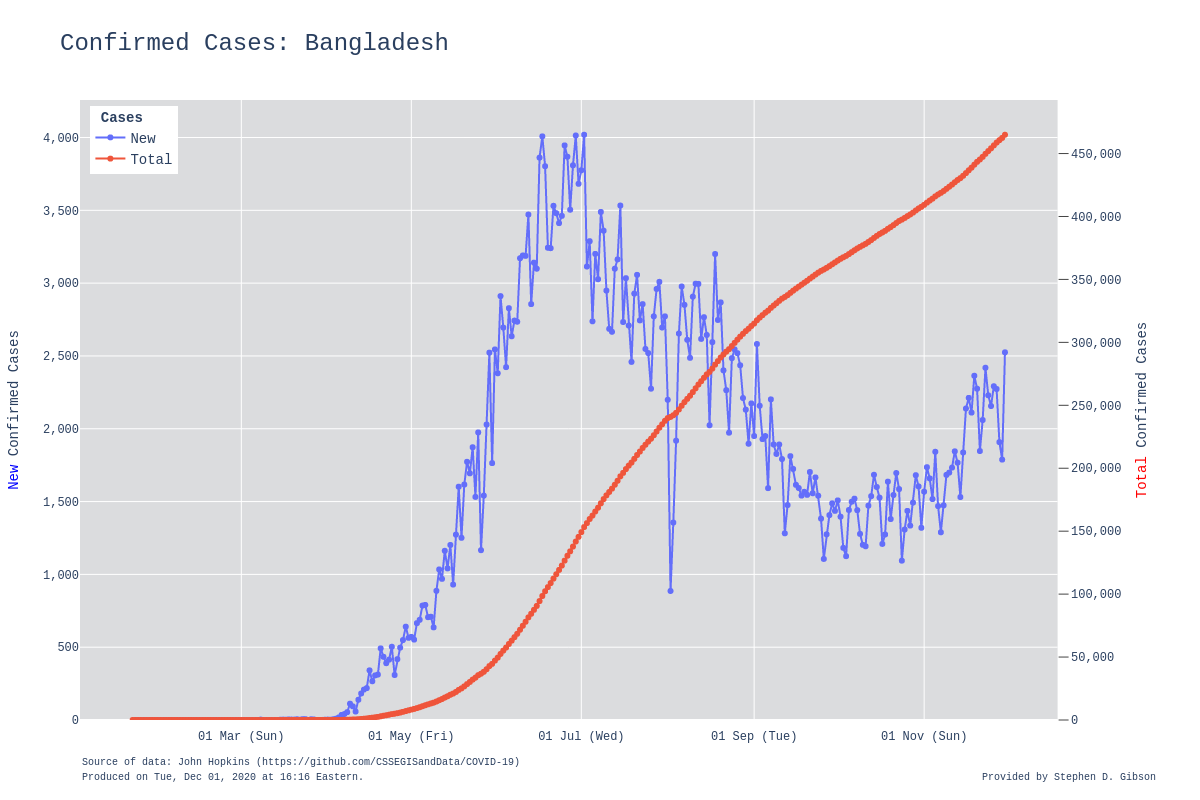 Confirmed Cases: Bangladesh
Cases
New
Total
4,000
3,500
3,000
2,500
2,000
1,500
1,000
500
0
New Confirmed Cases
450,000
400,000
350,000
300,000
250,000
200,000
150,000
100,000
50,000
0
Total Confirmed Cases
01 Mar (Sun) 01 May (Fri) 01 Jul (Wed) 01 Sep (Tue) 01 Nov (Sun)
Source of data: John Hopkins (https://github.com/CSSEGISandData/COVID-19)
Produced on Tue, Dec 01, 2020 at 16:16 Eastern.
Provided by Stephen D. Gibson